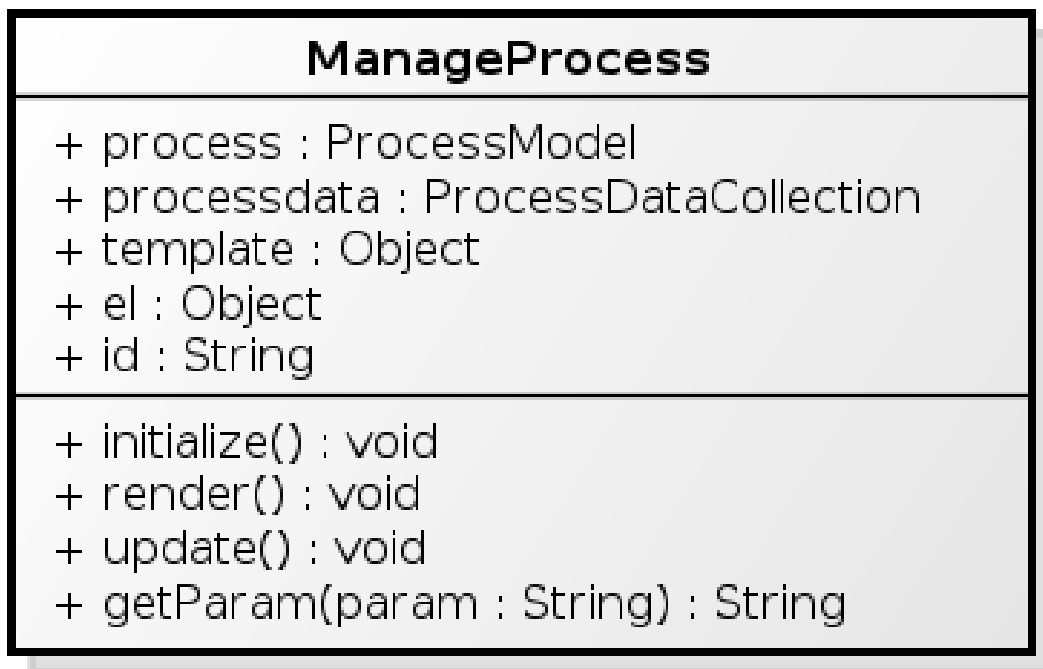 ManageProcess
+ process : ProcessModel
+ processdata : ProcessDataCollection
+ template : Object
+ el : Object
+ id : String
+ initialize() : void
+ render() : void
+ update() : void
+ getParam(param : String) : String